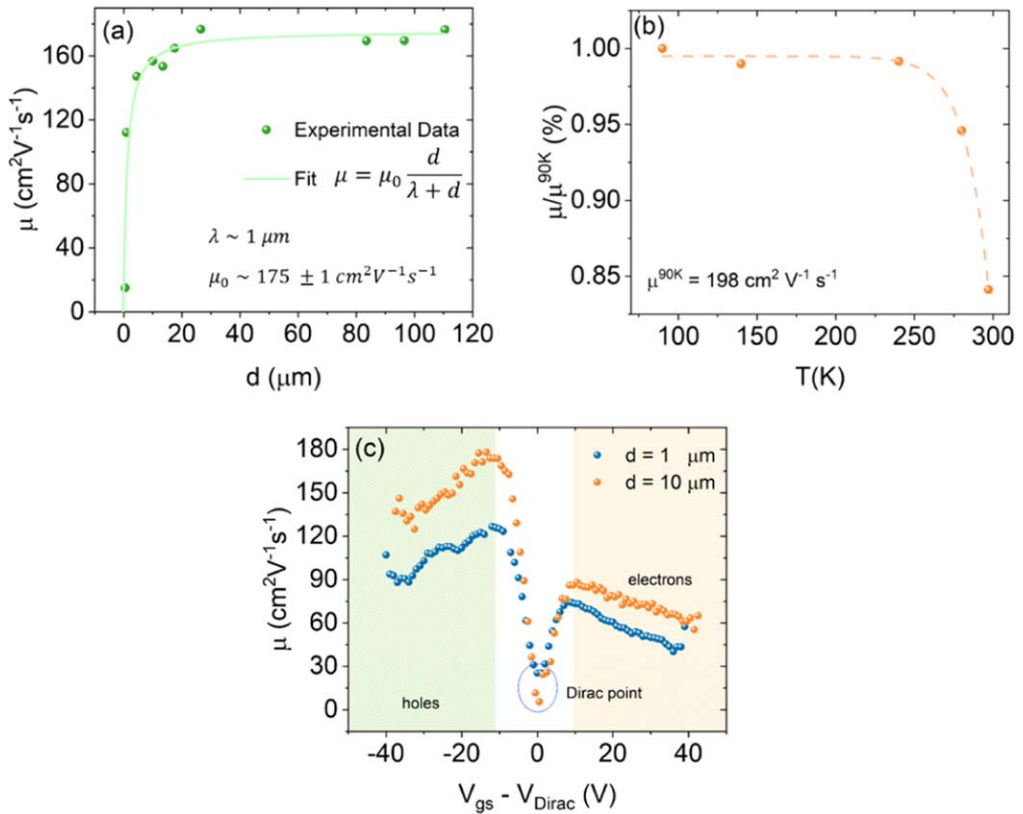 (a)
160
120
80
40
0
0
20
40
60
80
100
120
μ (cm²V⁻¹s⁻¹)
d (μm)
Experimental Data
Fit μ = μ₀ d / (λ + d)
λ ~ 1 μm
μ₀ ~ 175 ± 1 cm²V⁻¹s⁻¹
(b)
1.00
0.95
0.90
0.85
100
150
200
250
300
μ/μ⁹⁰ᴷ (%)
T(K)
μ⁹⁰ᴷ = 198 cm² V⁻¹ s⁻¹
(c)
180
150
120
90
60
30
0
-40
-20
0
20
40
μ (cm²V⁻¹s⁻¹)
V_gs - V_Dirac (V)
d = 1 μm
d = 10 μm
electrons
holes
Dirac point